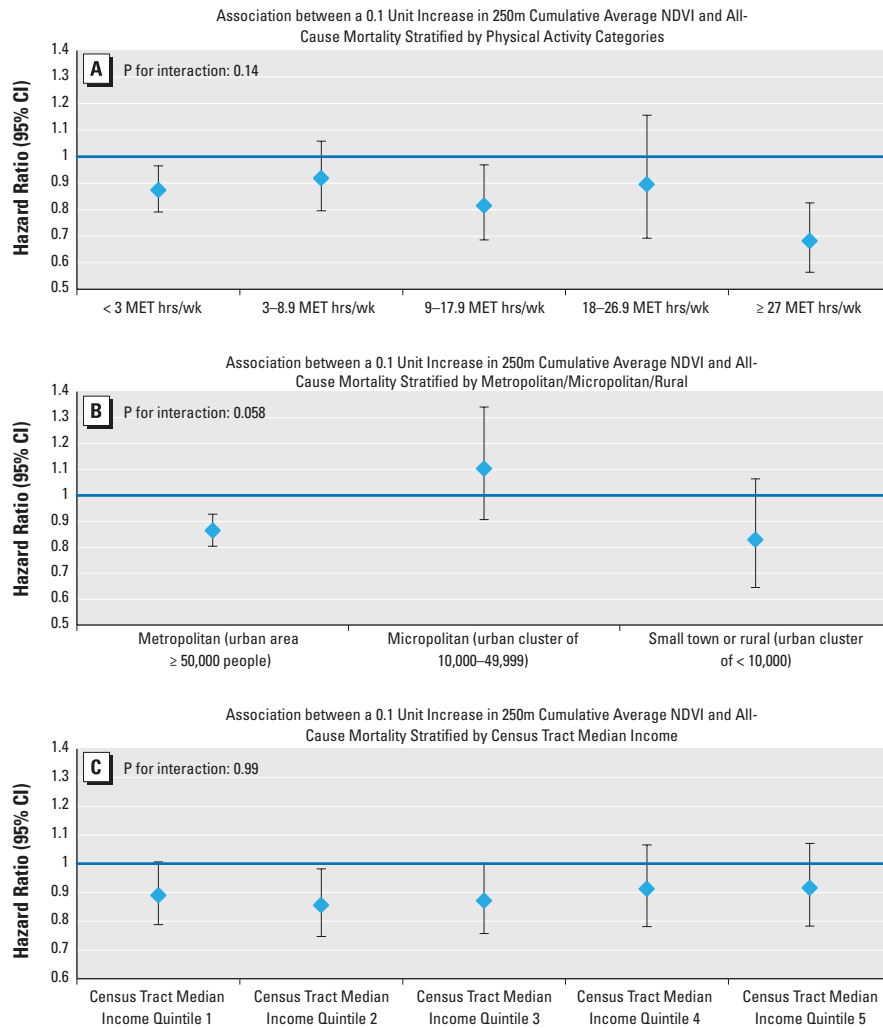 Association between a 0.1 Unit Increase in 250m Cumulative Average NDVI and All-
Cause Mortality Stratified by Physical Activity Categories
Hazard Ratio (95% CI)
1.4
1.3
1.2
1.1
1
0.9
0.8
0.7
0.6
0.5
A P for interaction: 0.14
< 3 MET hrs/wk 3–8.9 MET hrs/wk 9–17.9 MET hrs/wk 18–26.9 MET hrs/wk ≥ 27 MET hrs/wk
Association between a 0.1 Unit Increase in 250m Cumulative Average NDVI and All-
Cause Mortality Stratified by Metropolitan/Micropolitan/Rural
Hazard Ratio (95% CI)
1.4
1.3
1.2
1.1
1
0.9
0.8
0.7
0.6
0.5
B P for interaction: 0.058
Metropolitan (urban area Micropolitan (urban cluster of Small town or rural (urban cluster
≥ 50,000 people) 10,000–49,999) of < 10,000)
Association between a 0.1 Unit Increase in 250m Cumulative Average NDVI and All-
Cause Mortality Stratified by Census Tract Median Income
Hazard Ratio (95% CI)
1.4
1.3
1.2
1.1
1
0.9
0.8
0.7
0.6
C P for interaction: 0.99
Census Tract Median Census Tract Median Census Tract Median Census Tract Median Census Tract Median
Income Quintile 1 Income Quintile 2 Income Quintile 3 Income Quintile 4 Income Quintile 5